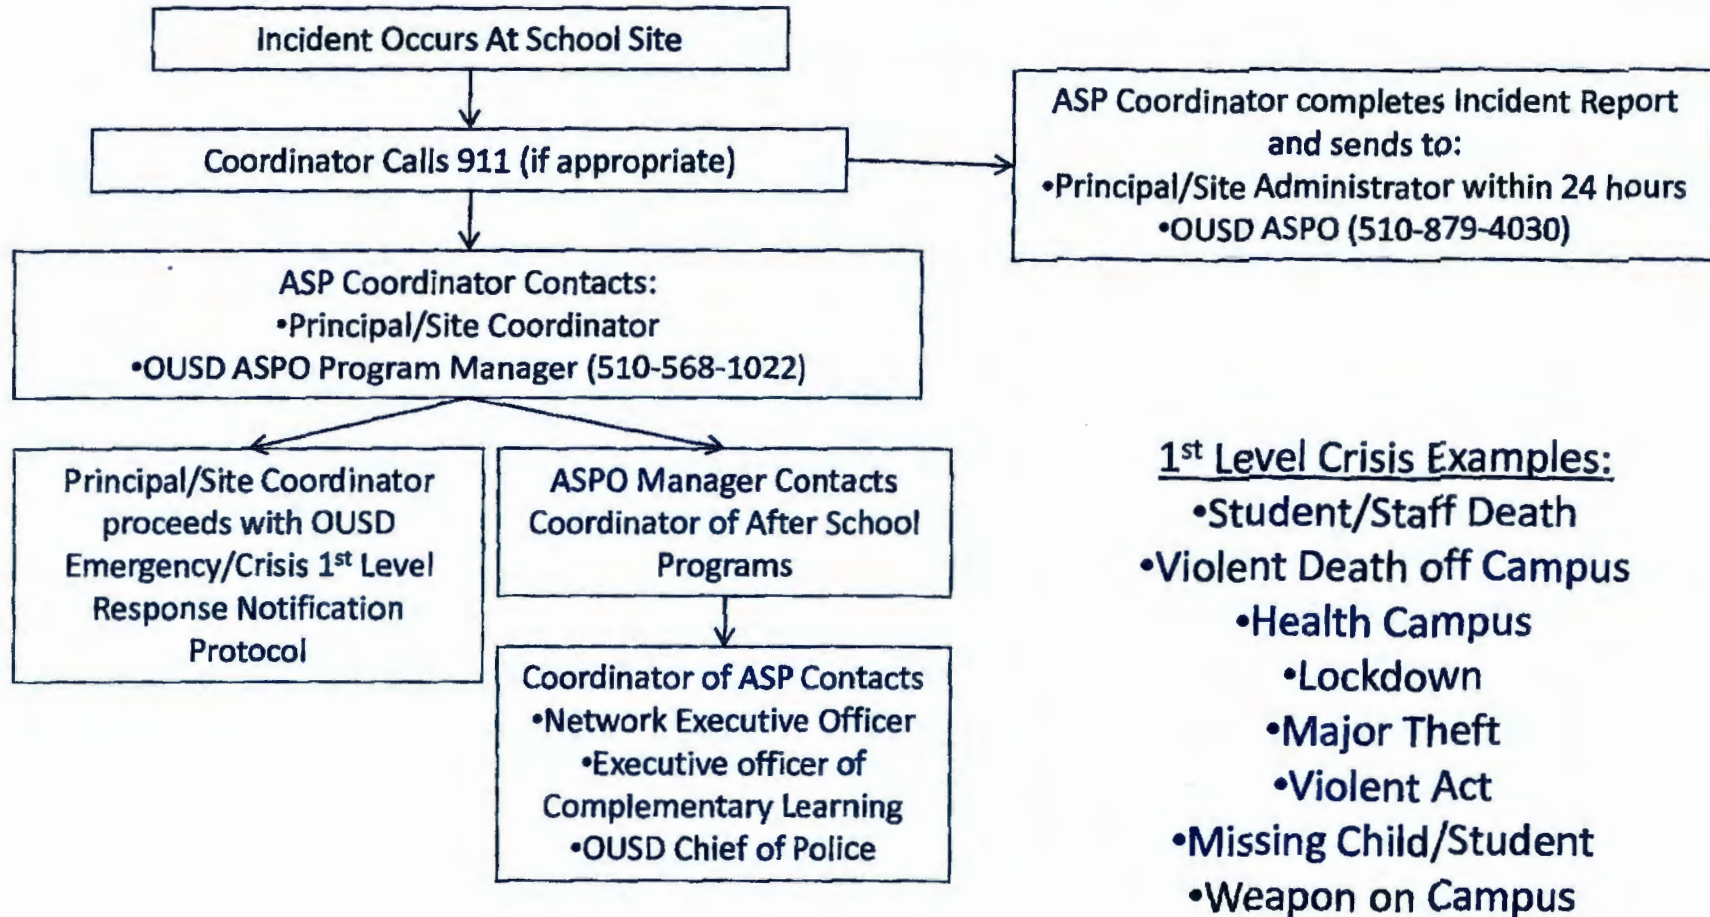 Incident Occurs At School Site
Coordinator Calls 911 (if appropriate)
ASP Coordinator completes Incident Report
and sends to:
•Principal/Site Administrator within 24 hours
•OUSD ASPO (510-879-4030)
ASP Coordinator Contacts:
•Principal/Site Coordinator
•OUSD ASPO Program Manager (510-568-1022)
Principal/Site Coordinator
proceeds with OUSD
Emergency/Crisis 1st Level
Response Notification
Protocol
ASPO Manager Contacts
Coordinator of After School
Programs
Coordinator of ASP Contacts
•Network Executive Officer
•Executive officer of
Complementary Learning
•OUSD Chief of Police
1st Level Crisis Examples:
•Student/Staff Death
•Violent Death off Campus
•Health Campus
•Lockdown
•Major Theft
•Violent Act
•Missing Child/Student
•Weapon on Campus